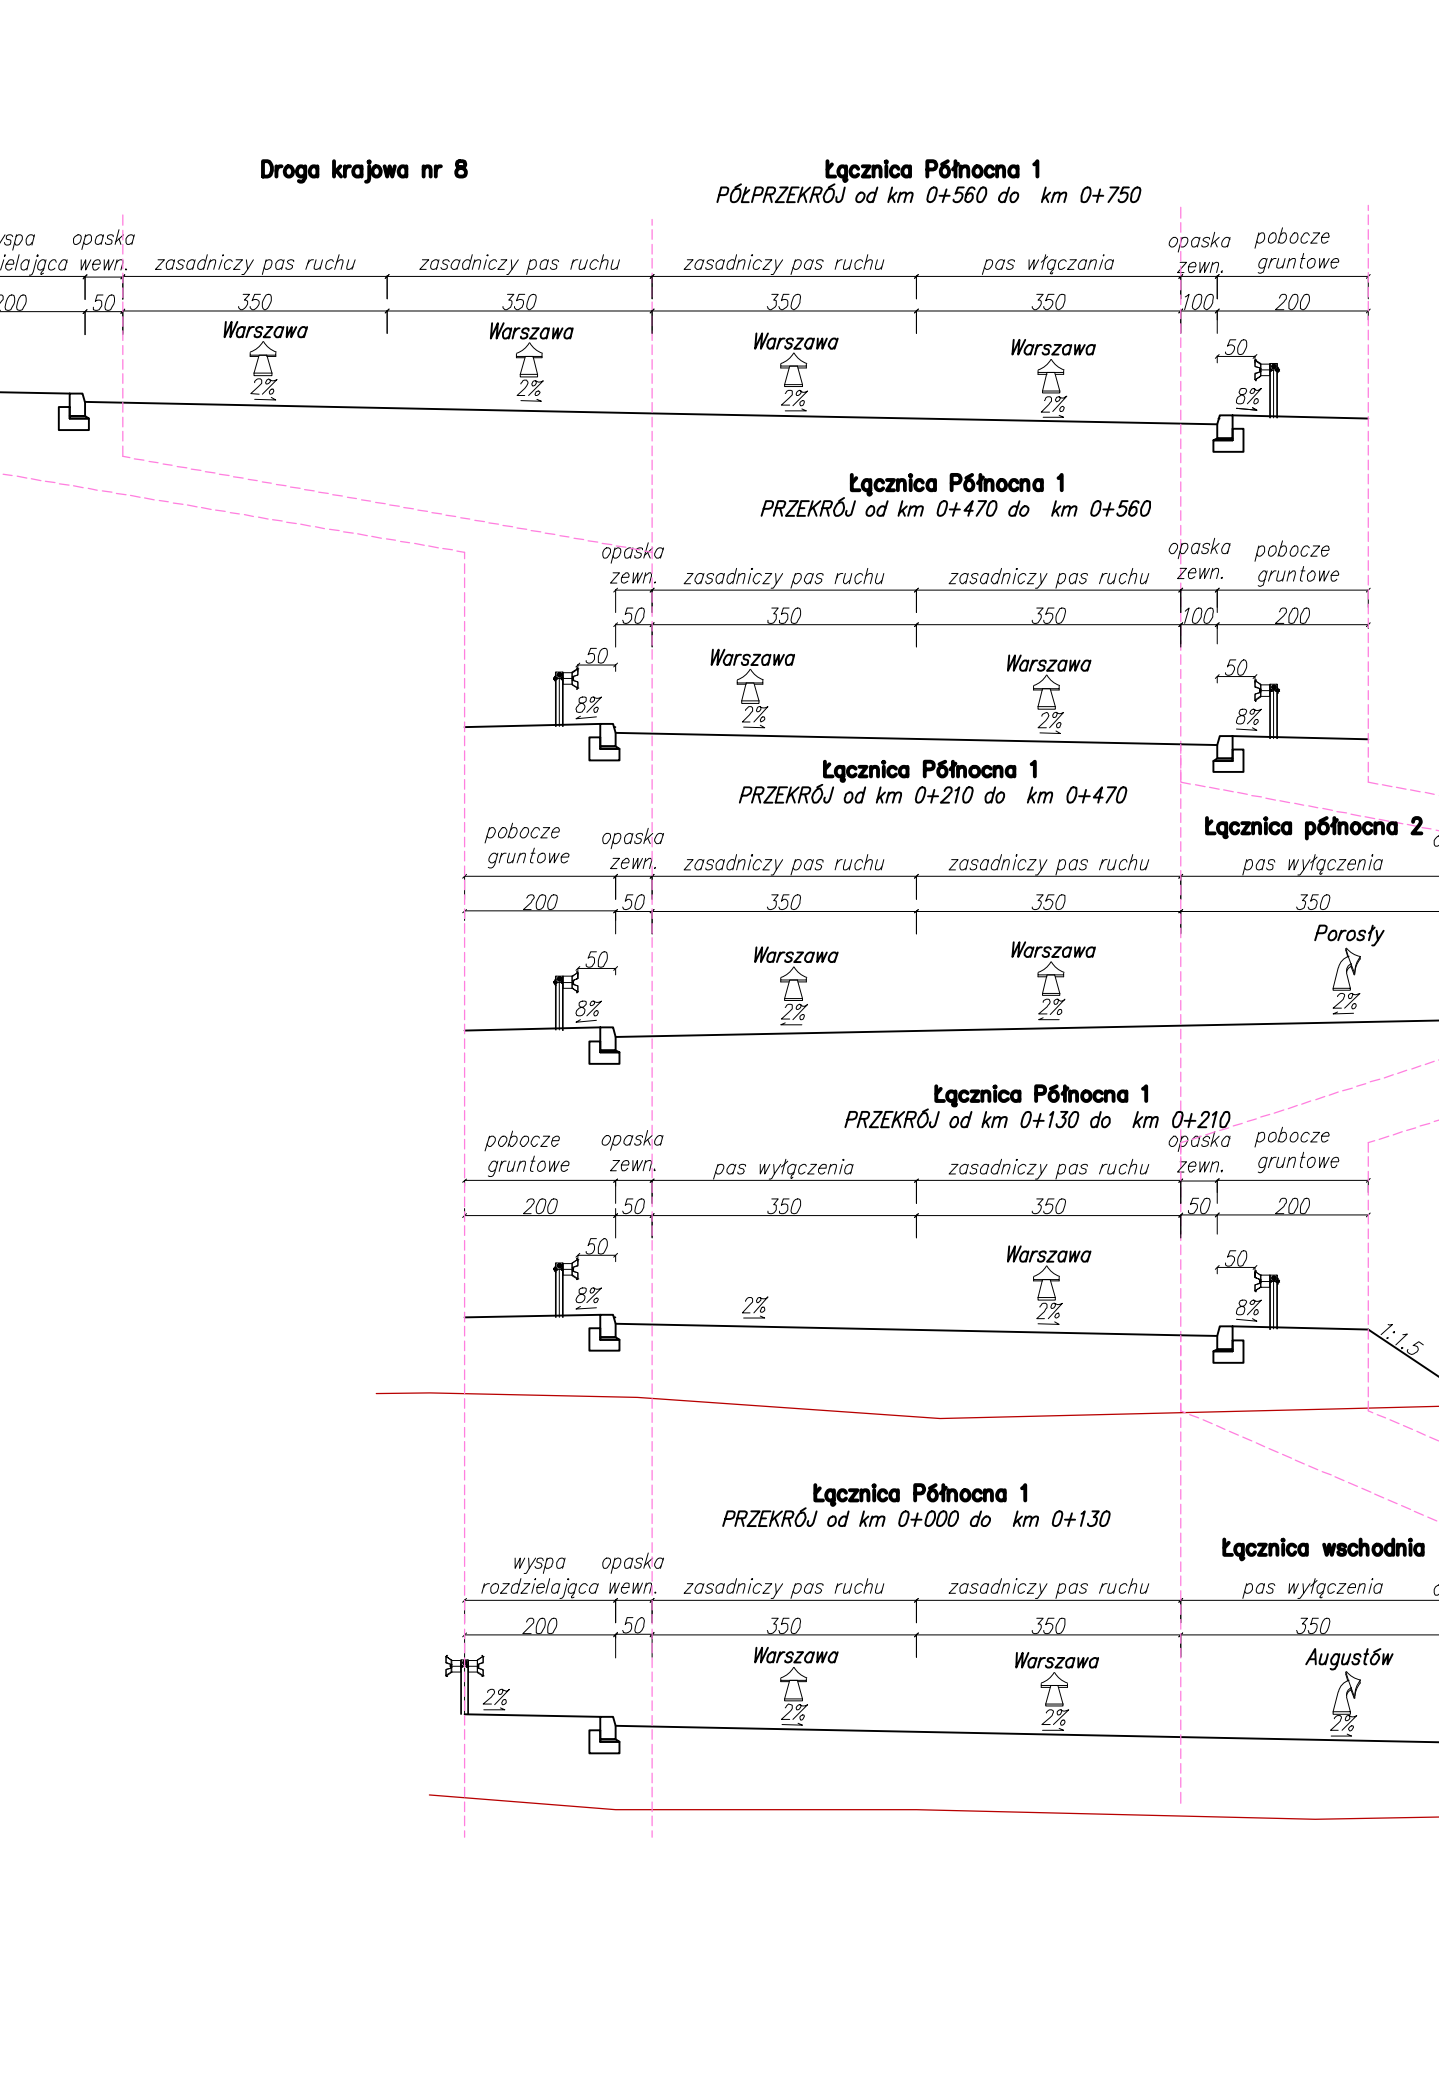 Droga krajowa nr 8
Łącznica Północna 1
PÓŁPRZEKRÓJ od km 0+560 do km 0+750
opaska
opaska
pobocze
wewn.
zasadniczy pas ruchu
zasadniczy pas ruchu
zasadniczy pas ruchu
pas włączania
zewn.
gruntowe
50
350
350
350
350
100
200
Warszawa
Warszawa
Warszawa
Warszawa
50
2%
2%
2%
2%
8%
Łącznica Północna 1
PRZEKRÓJ od km 0+470 do km 0+560
opaska
opaska
pobocze
zewn.
zasadniczy pas ruchu
zasadniczy pas ruchu
zewn.
gruntowe
50
350
350
100
200
50
Warszawa
Warszawa
50
8%
2%
2%
8%
Łącznica Północna 1
PRZEKRÓJ od km 0+210 do km 0+470
Łącznica północna 2
pobocze
opaska
gruntowe
zewn.
zasadniczy pas ruchu
zasadniczy pas ruchu
pas wyłączenia
200
50
350
350
350
50
Warszawa
Warszawa
Porosły
8%
2%
2%
2%
Łącznica Północna 1
PRZEKRÓJ od km 0+130 do km 0+210
pobocze
opaska
opaska
pobocze
gruntowe
zewn.
pas wyłączenia
zasadniczy pas ruchu
zewn.
gruntowe
200
50
350
350
50
200
50
Warszawa
50
8%
2%
2%
8%
1:1.5
Łącznica Północna 1
PRZEKRÓJ od km 0+000 do km 0+130
Łącznica wschodnia
wyspa
opaska
rozdzielająca
wewn.
zasadniczy pas ruchu
zasadniczy pas ruchu
pas wyłączenia
200
50
350
350
350
Warszawa
Warszawa
Augustów
2%
2%
2%
2%